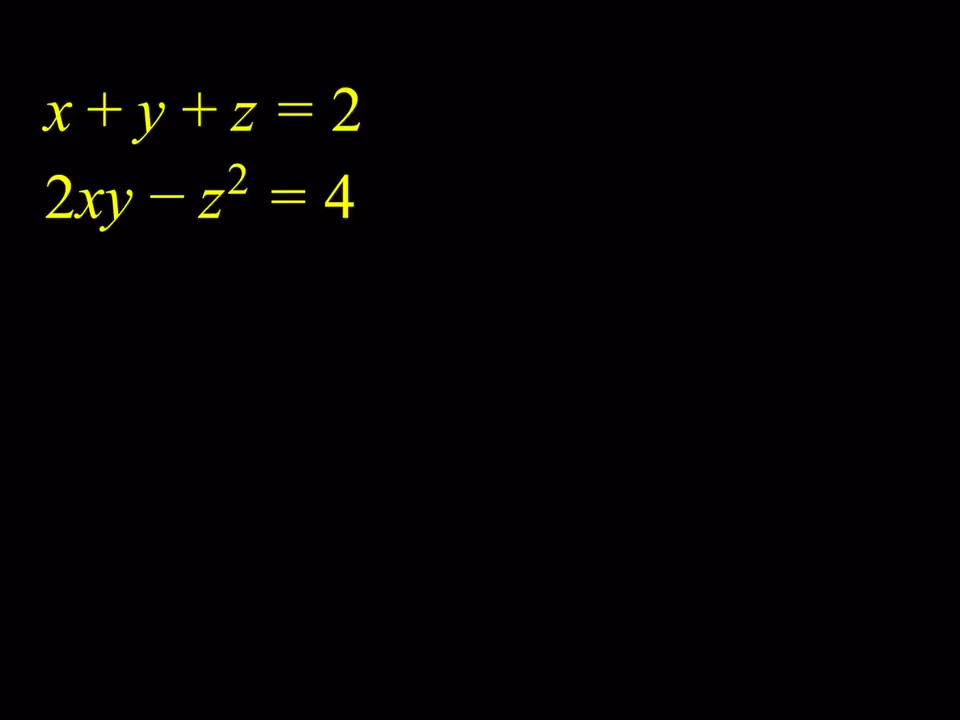 x + y + z = 2
2xy − z² = 4